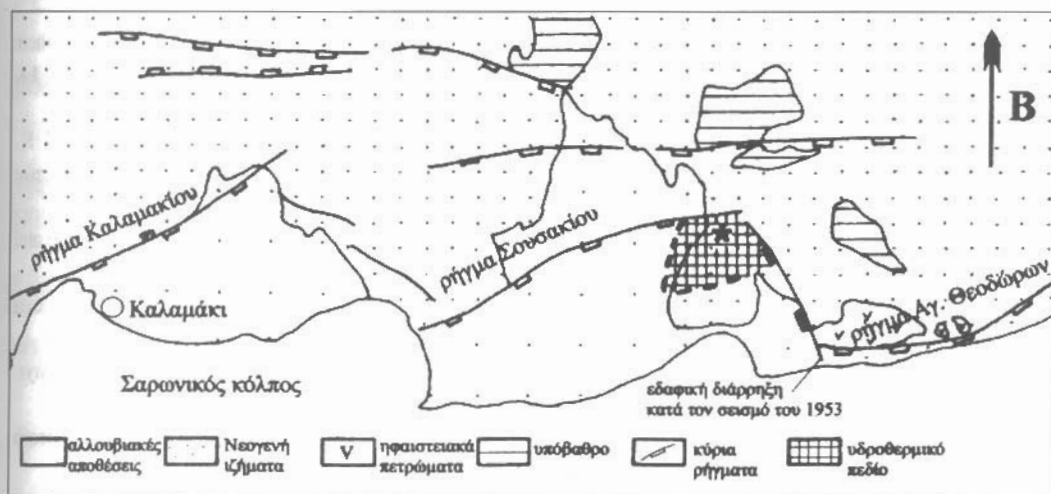 B
ρήγμα Καλαμακίου
ρήγμα Σουσακίου
ρήγμα Αγ. Θεοδώρων
Καλαμάκι
Σαρωνικός κόλπος
εδαφική διάρρηξη
κατά τον σεισμό του 1953
αλλουβιακές
αποθέσεις
Νεογενή
ιζήματα
V
ηφαιστειακά
πετρώματα
υπόβαθρο
κύρια
ρήγματα
υδροθερμικό
πεδίο